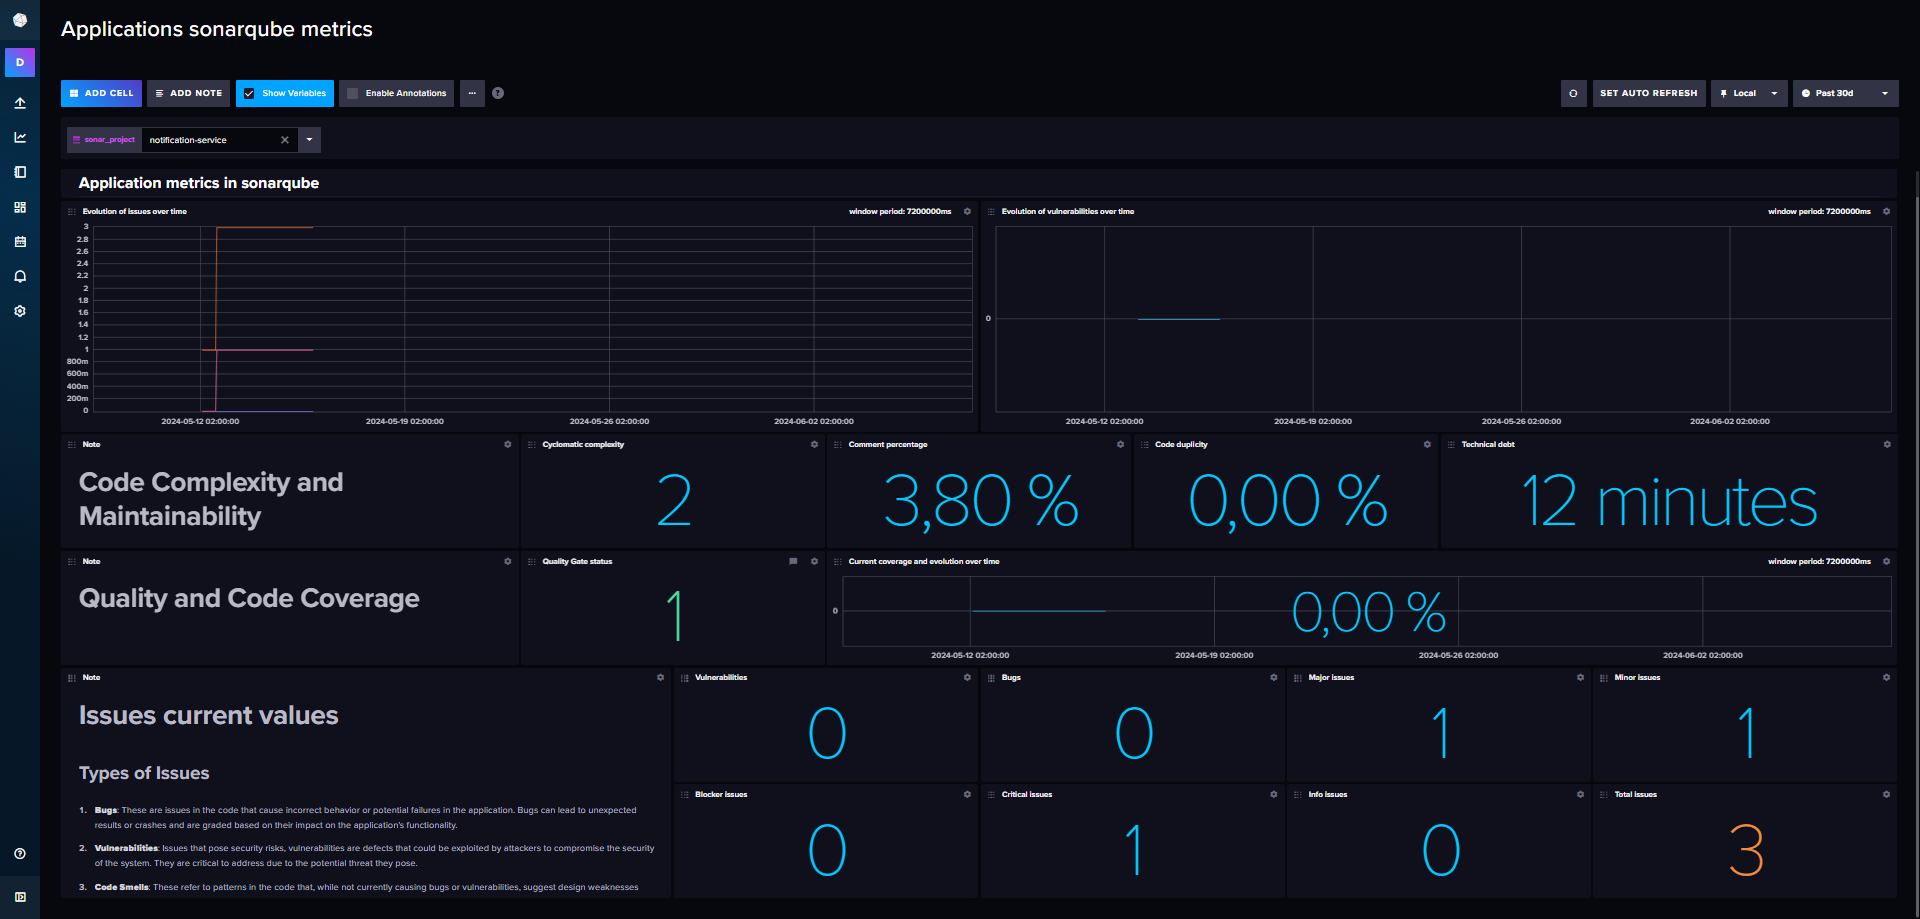 Applications sonarqube metrics
D
ADD CELL
ADD NOTE
Show Variables
Enable Annotations
...
?
SET AUTO REFRESH
Local
Past 30d
sonar_project
notification-service
Application metrics in sonarqube
Evolution of issues over time
window period: 7200000ms
3
2.8
2.6
2.4
2.2
2
1.8
1.6
1.4
1.2
1
800m
600m
400m
200m
0
2024-05-12 02:00:00
2024-05-19 02:00:00
2024-05-26 02:00:00
2024-06-02 02:00:00
Evolution of vulnerabilities over time
window period: 7200000ms
0
2024-05-12 02:00:00
2024-05-19 02:00:00
2024-05-26 02:00:00
2024-06-02 02:00:00
Note
Code Complexity and
Maintainability
Cyclomatic complexity
2
Comment percentage
3,80 %
Code duplicity
0,00 %
Technical debt
12 minutes
Note
Quality and Code Coverage
Quality Gate status
1
Current coverage and evolution over time
window period: 7200000ms
0
0,00 %
2024-05-12 02:00:00
2024-05-19 02:00:00
2024-05-26 02:00:00
2024-06-02 02:00:00
Note
Issues current values
Types of Issues
1. Bugs: These are issues in the code that cause incorrect behavior or potential failures in the application. Bugs can lead to unexpected
results or crashes and are graded based on their impact on the application's functionality.
2. Vulnerabilities: Issues that pose security risks, vulnerabilities are defects that could be exploited by attackers to compromise the security
of the system. They are critical to address due to the potential threat they pose.
3. Code Smells: These refer to patterns in the code that, while not currently causing bugs or vulnerabilities, suggest design weaknesses
Vulnerabilities
0
Bugs
0
Major issues
1
Minor issues
1
Blocker issues
0
Critical issues
1
Info issues
0
Total issues
3